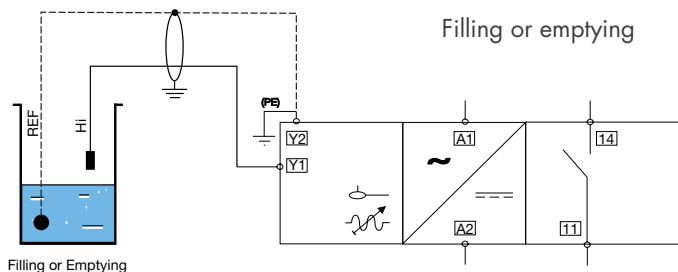 Filling or emptying
REF
Hi
(PE)
Y2
Y1
A1
A2
14
11
Filling or Emptying